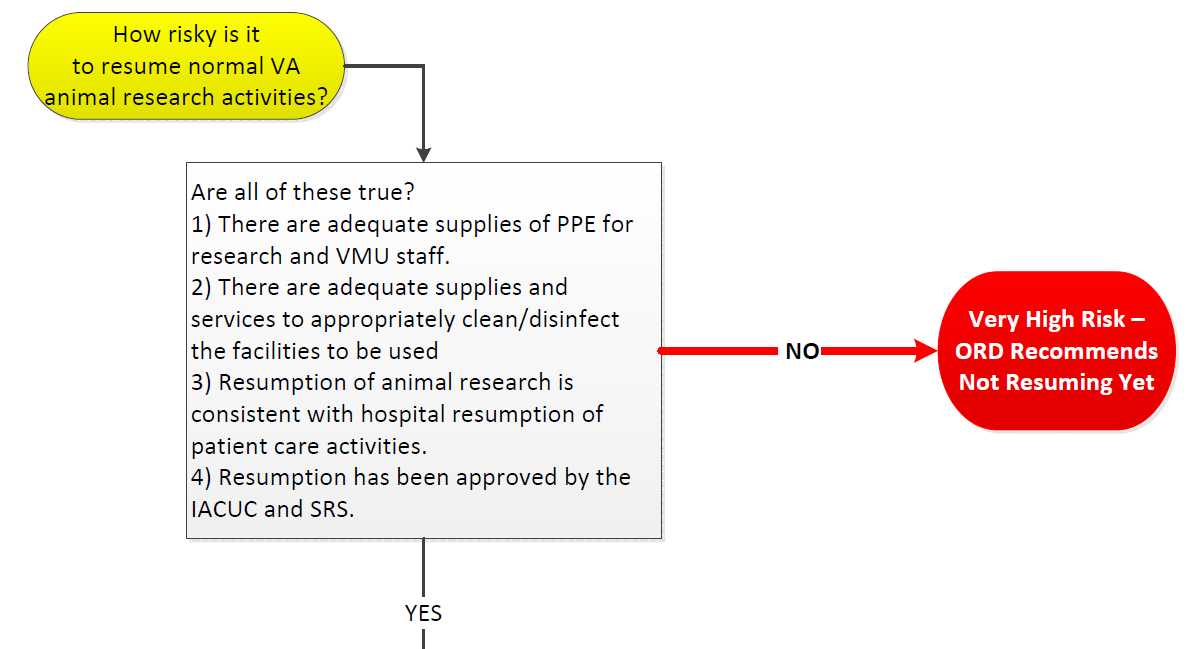 How risky is it
to resume normal VA
animal research activities?
Are all of these true?
1) There are adequate supplies of PPE for
research and VMU staff.
2) There are adequate supplies and
services to appropriately clean/disinfect
the facilities to be used
3) Resumption of animal research is
consistent with hospital resumption of
patient care activities.
4) Resumption has been approved by the
IACUC and SRS.
NO
Very High Risk –
ORD Recommends
Not Resuming Yet
YES